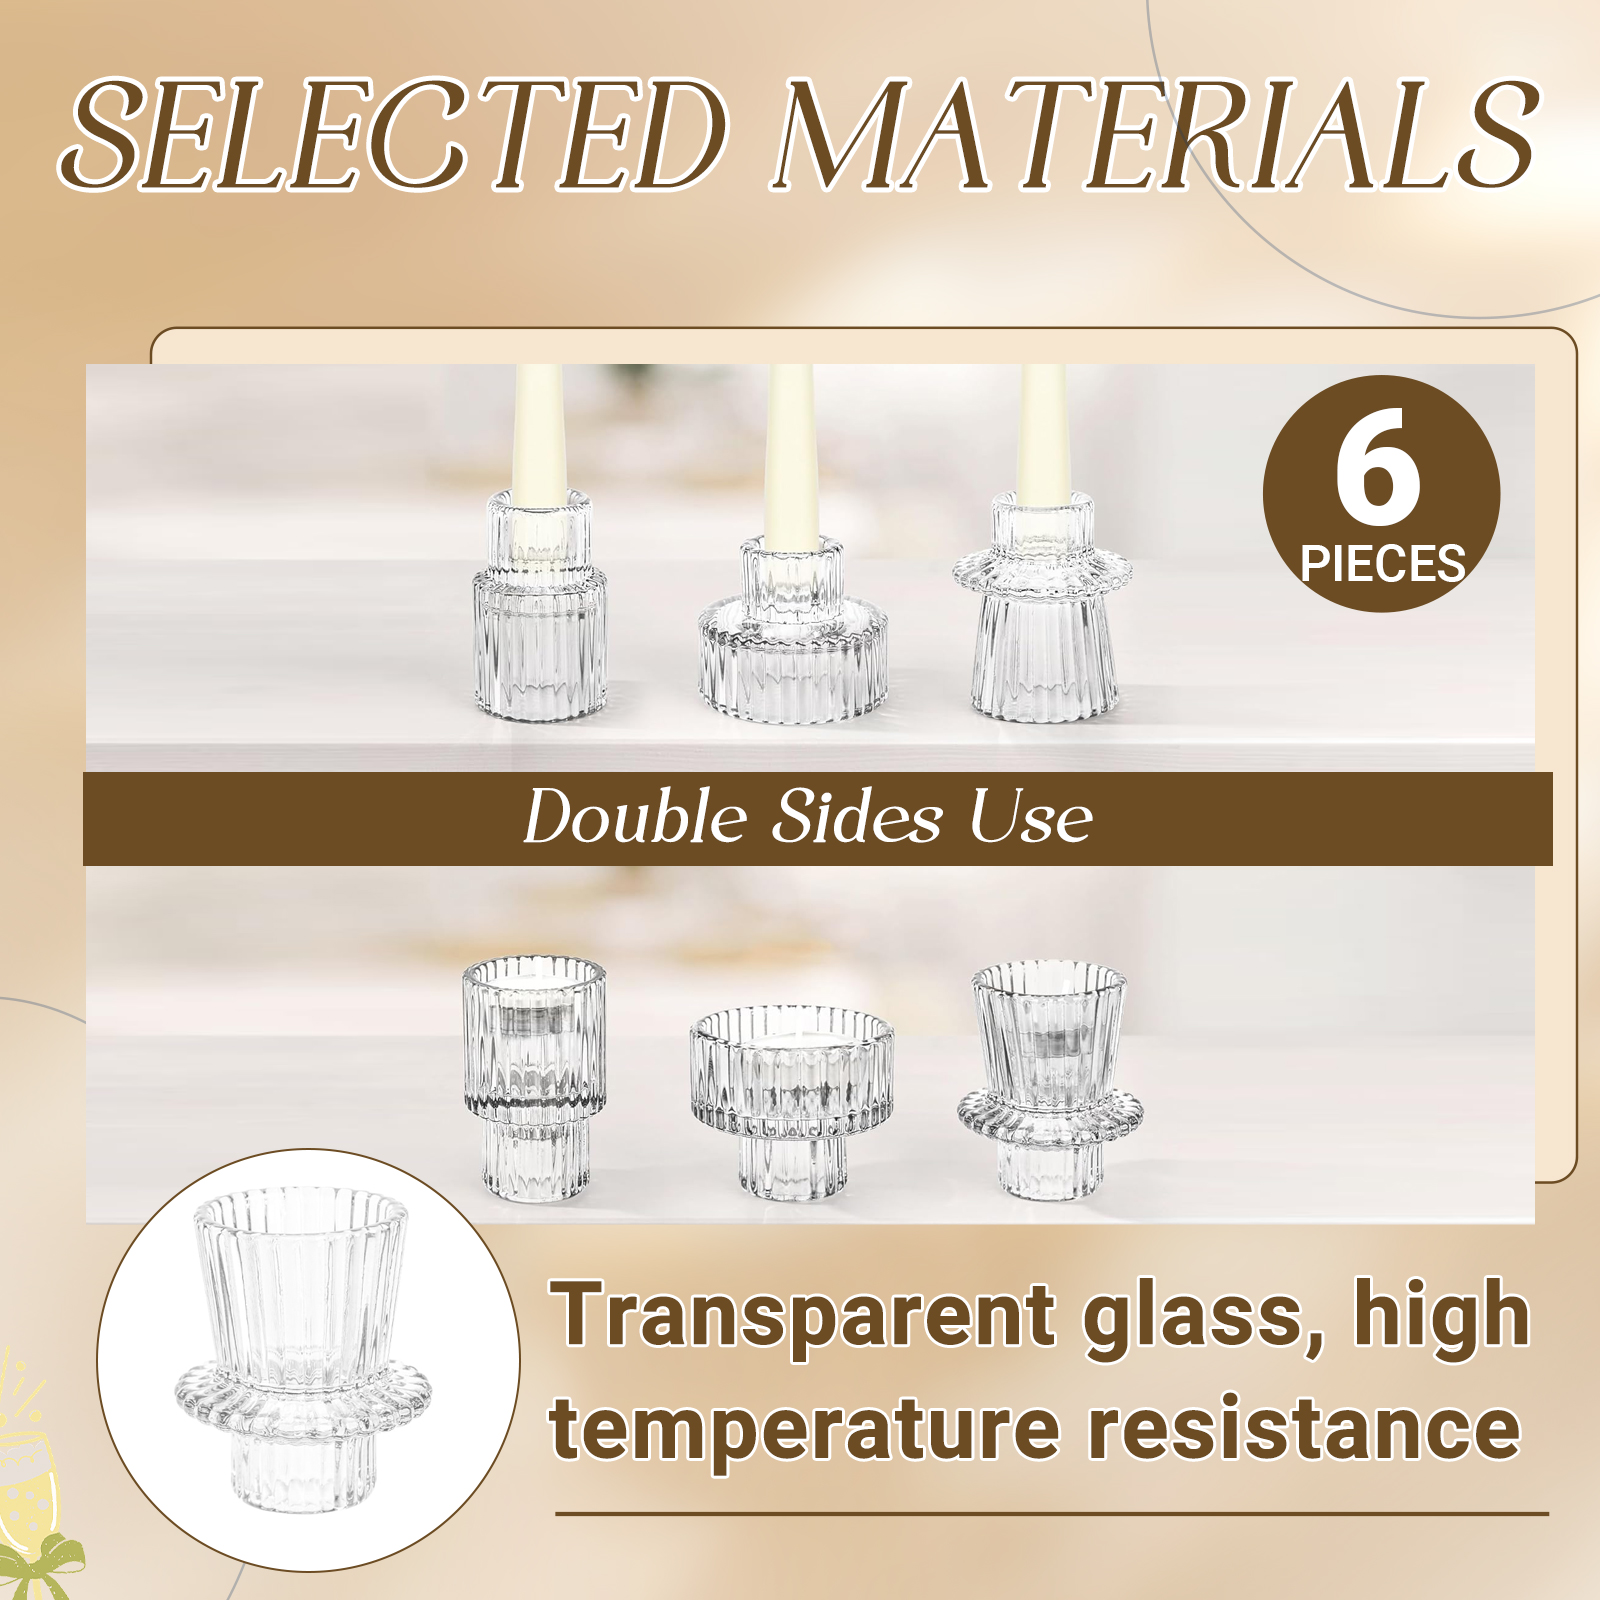 SELECTED MATERIALS
6
PIECES
Double Sides Use
Transparent glass, high
temperature resistance